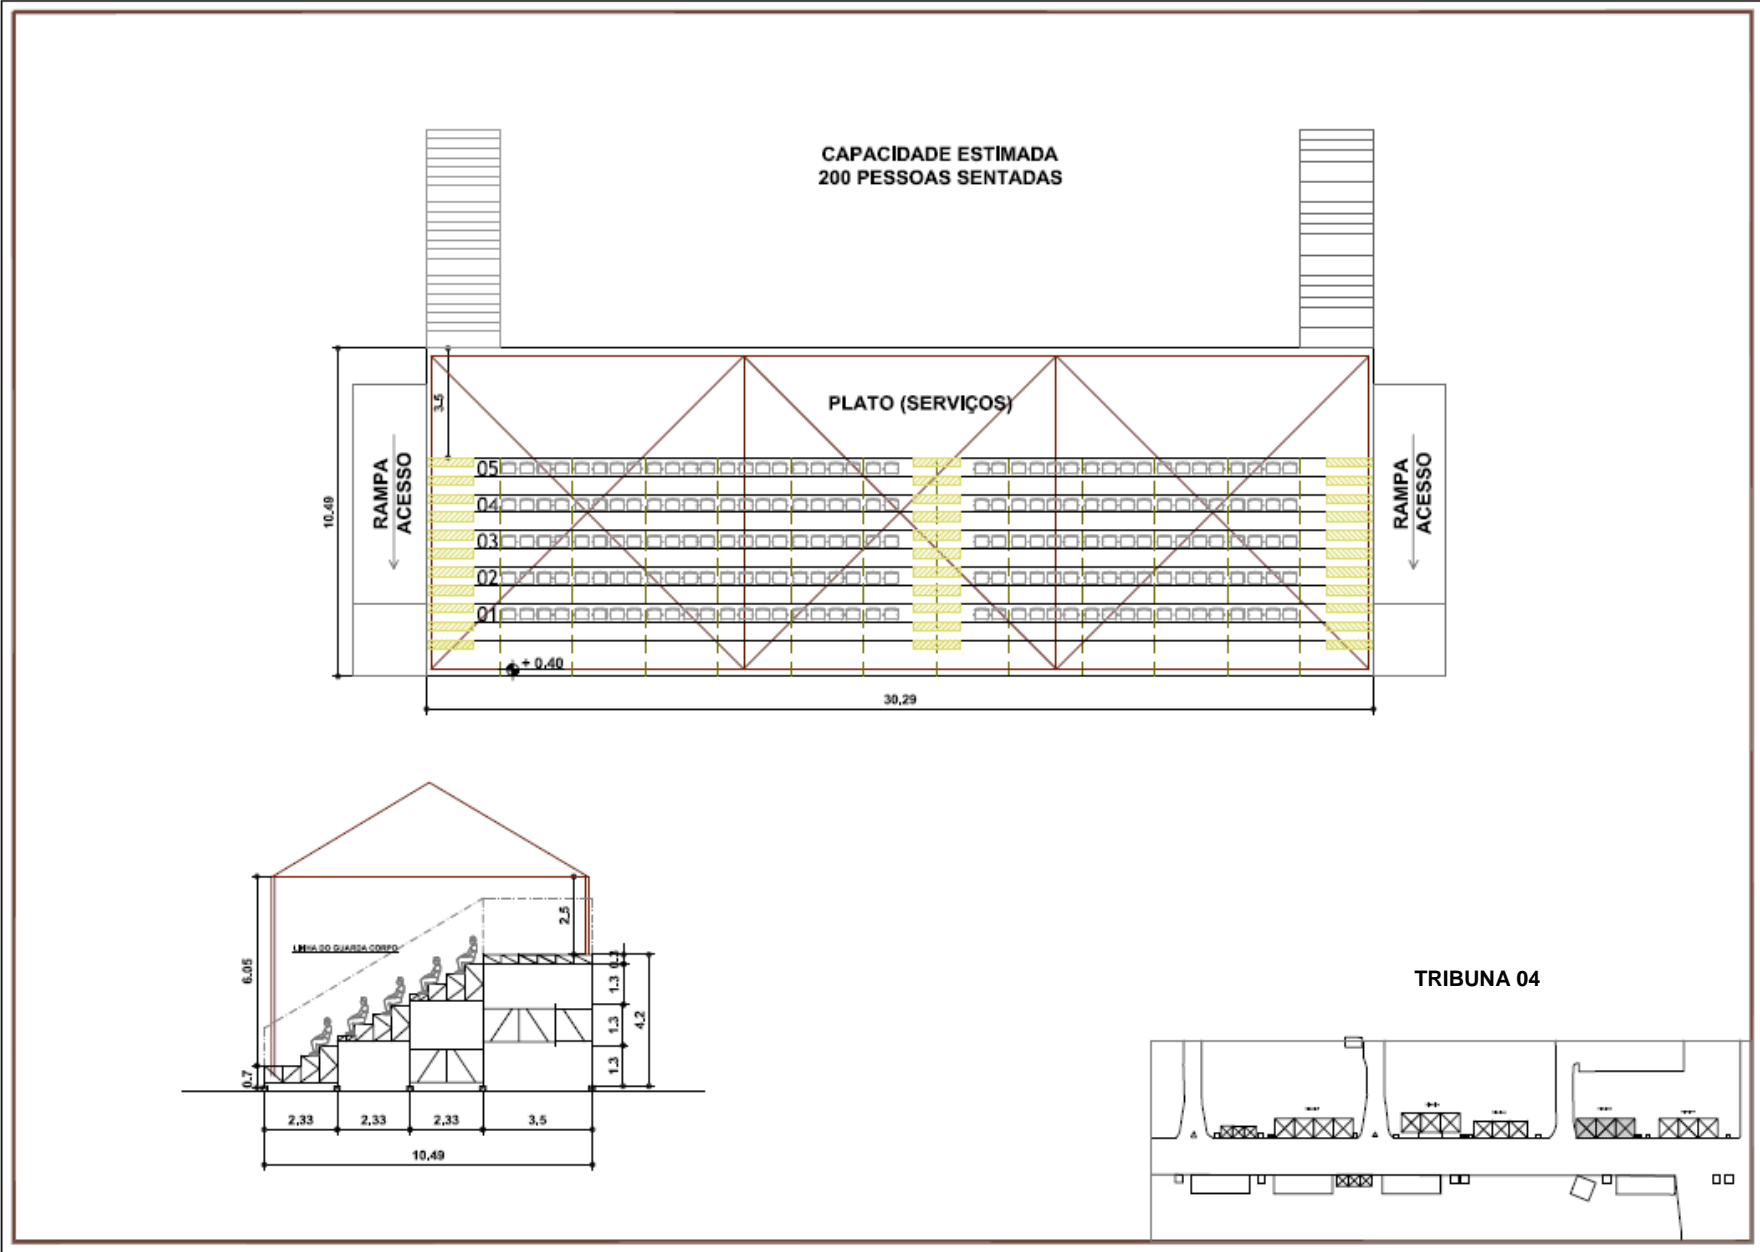 CAPACIDADE ESTIMADA
200 PESSOAS SENTADAS
PLATO (SERVIÇOS)
3.5
10,49
RAMPA
ACESSO
RAMPA
ACESSO
05
04
03
02
01
+ 0,40
30,29
LINHA DO GUARDA CORPO
2,5
6.05
0.7
0.3
1.3
1.3
1.3
4.2
2,33
2,33
2,33
3,5
10,49
TRIBUNA 04